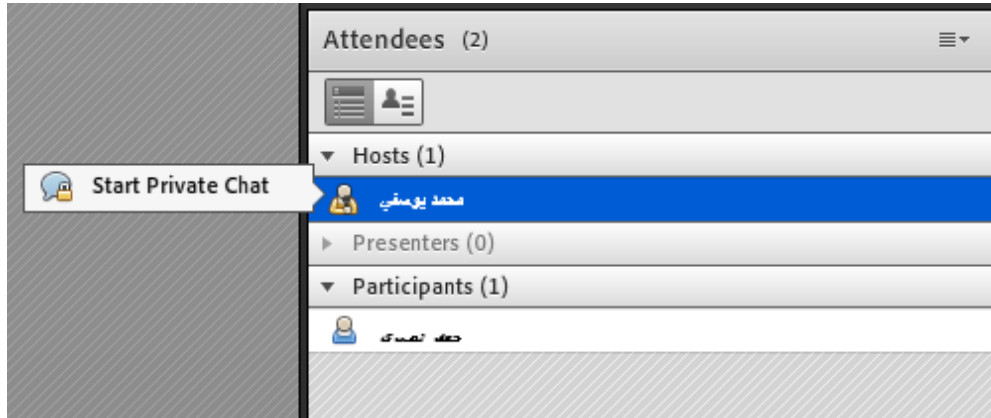 Attendees (2)
Hosts (1)
Start Private Chat
محمد يوسفي
Presenters (0)
Participants (1)